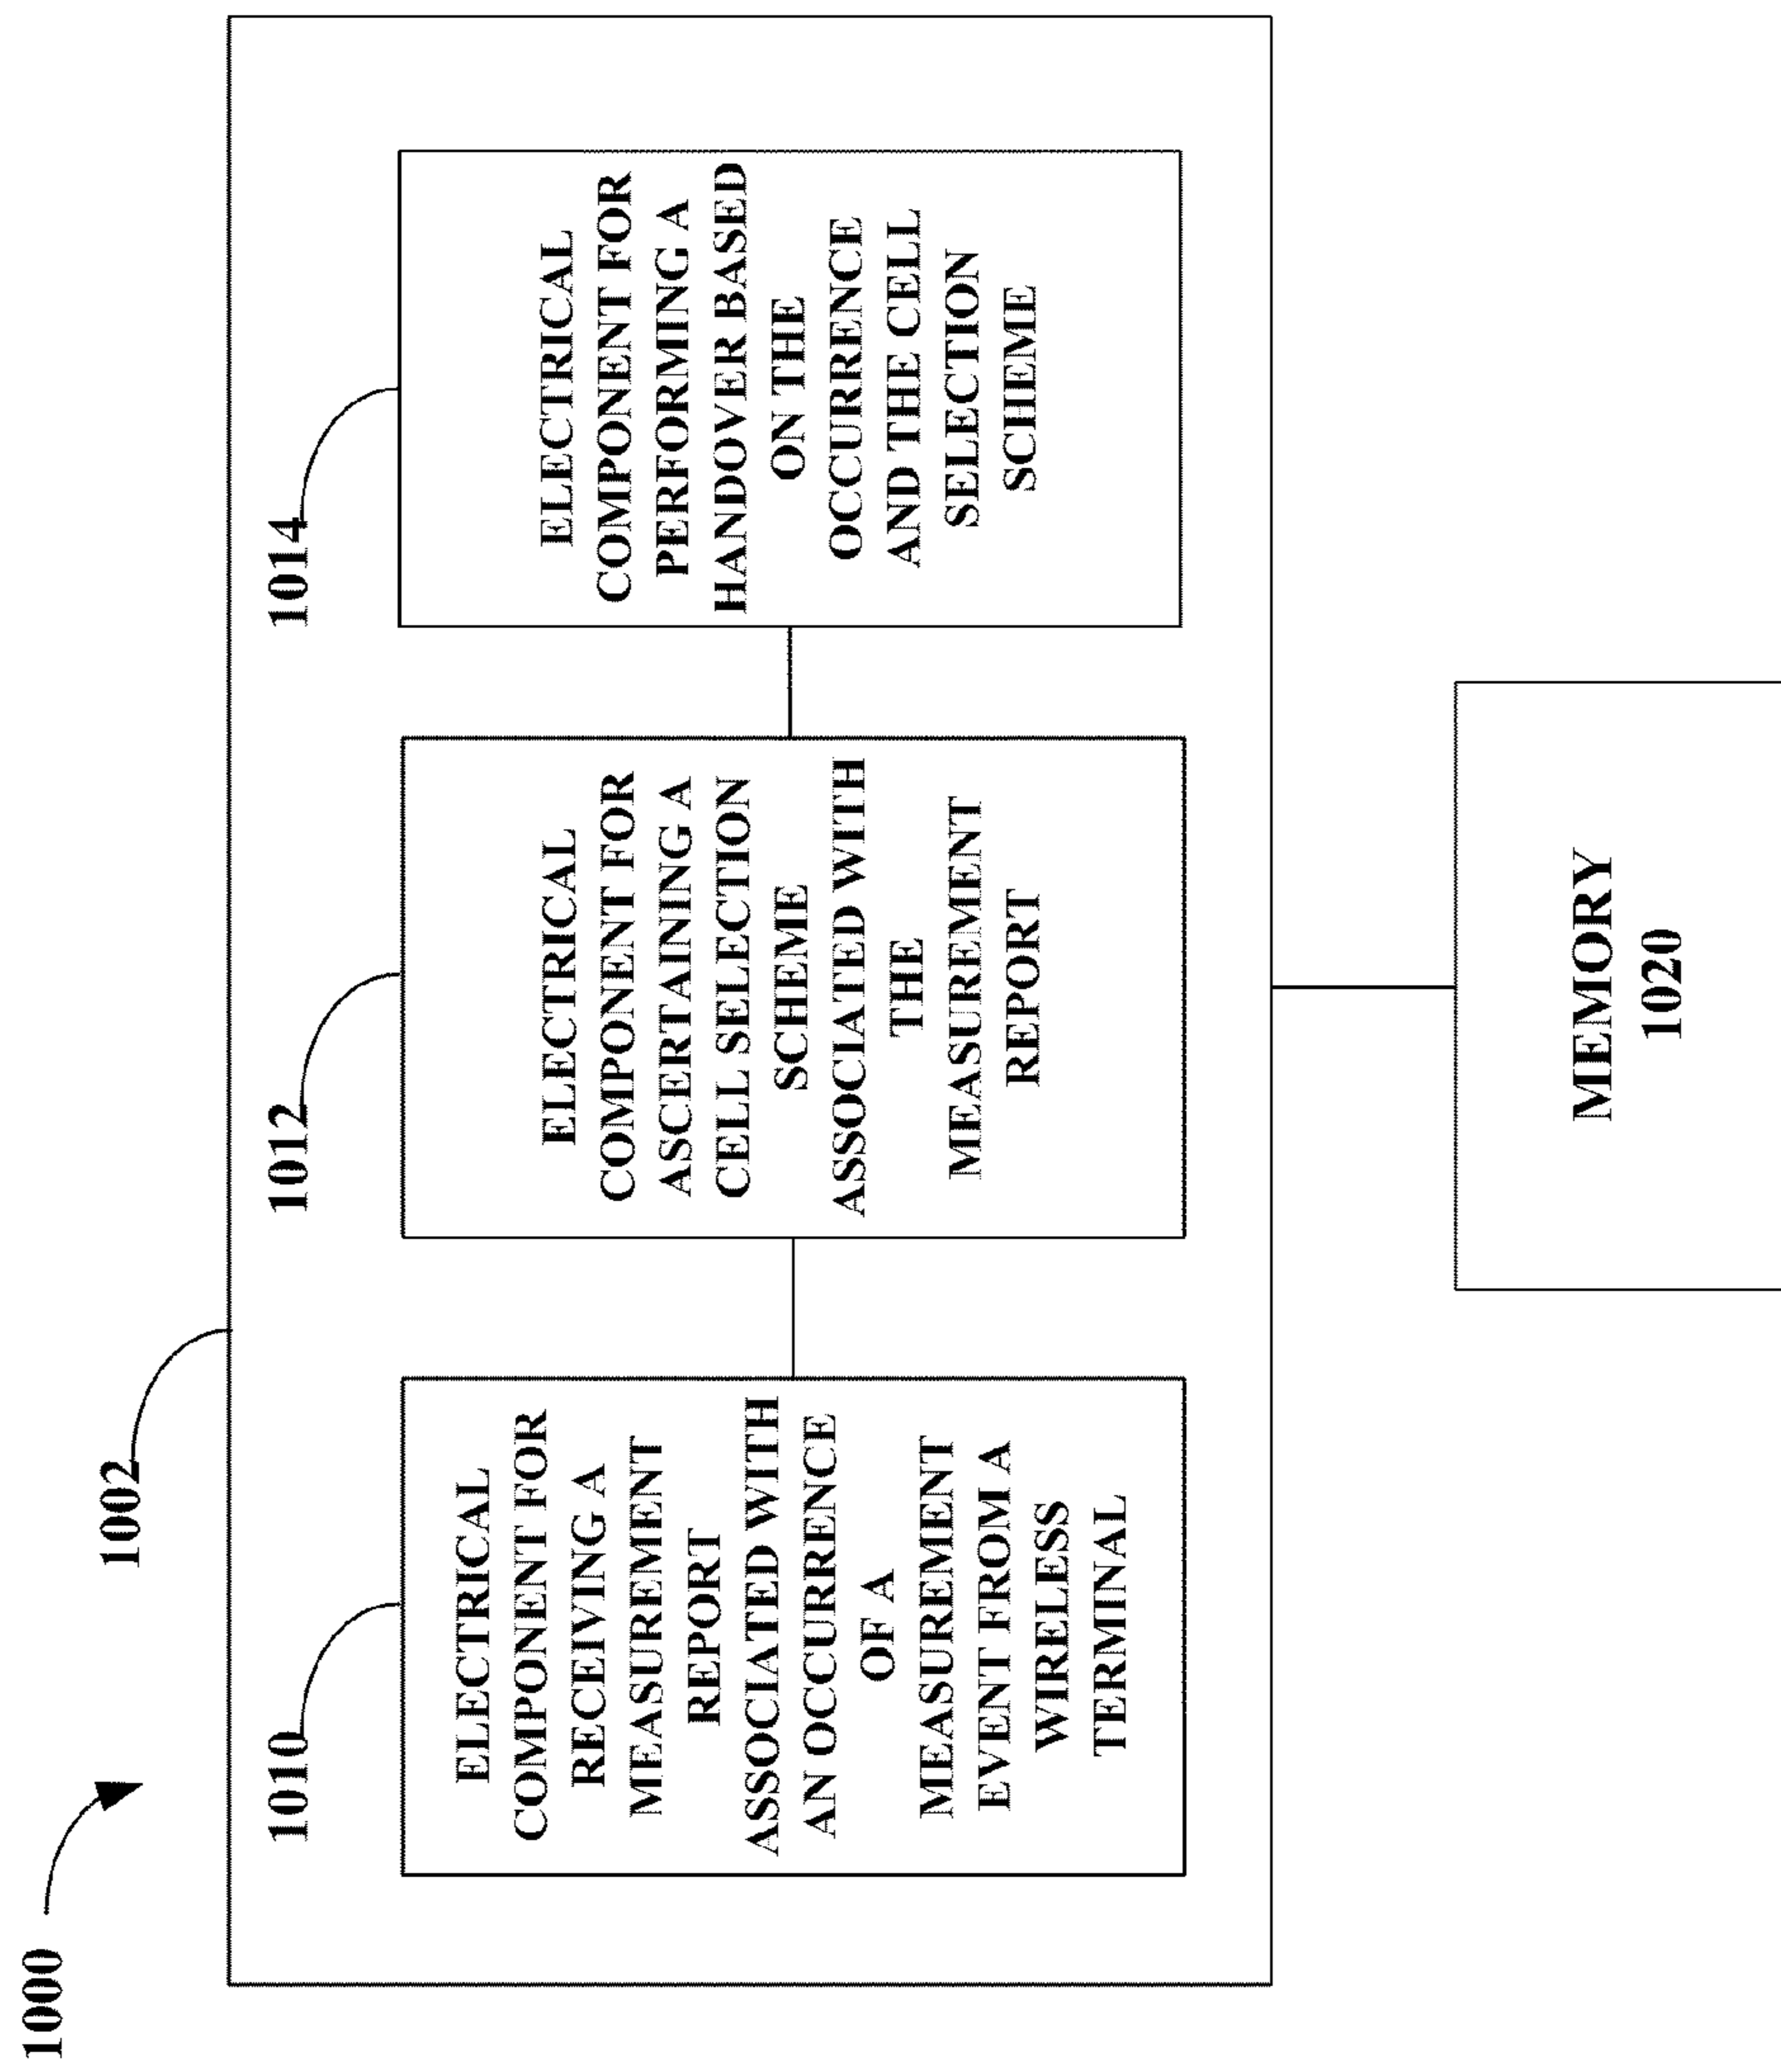 1000
1002
1010
ELECTRICAL
COMPONENT FOR
RECEIVING A
MEASUREMENT
REPORT
ASSOCIATED WITH
AN OCCURRENCE
OF A
MEASUREMENT
EVENT FROM A
WIRELESS
TERMINAL
1012
ELECTRICAL
COMPONENT FOR
ASCERTAINING A
CELL SELECTION
SCHEME
ASSOCIATED WITH
THE
MEASUREMENT
REPORT
1014
ELECTRICAL
COMPONENT FOR
PERFORMING A
HANDOVER BASED
ON THE
OCCURRENCE
AND THE CELL
SELECTION
SCHEME
MEMORY
1020